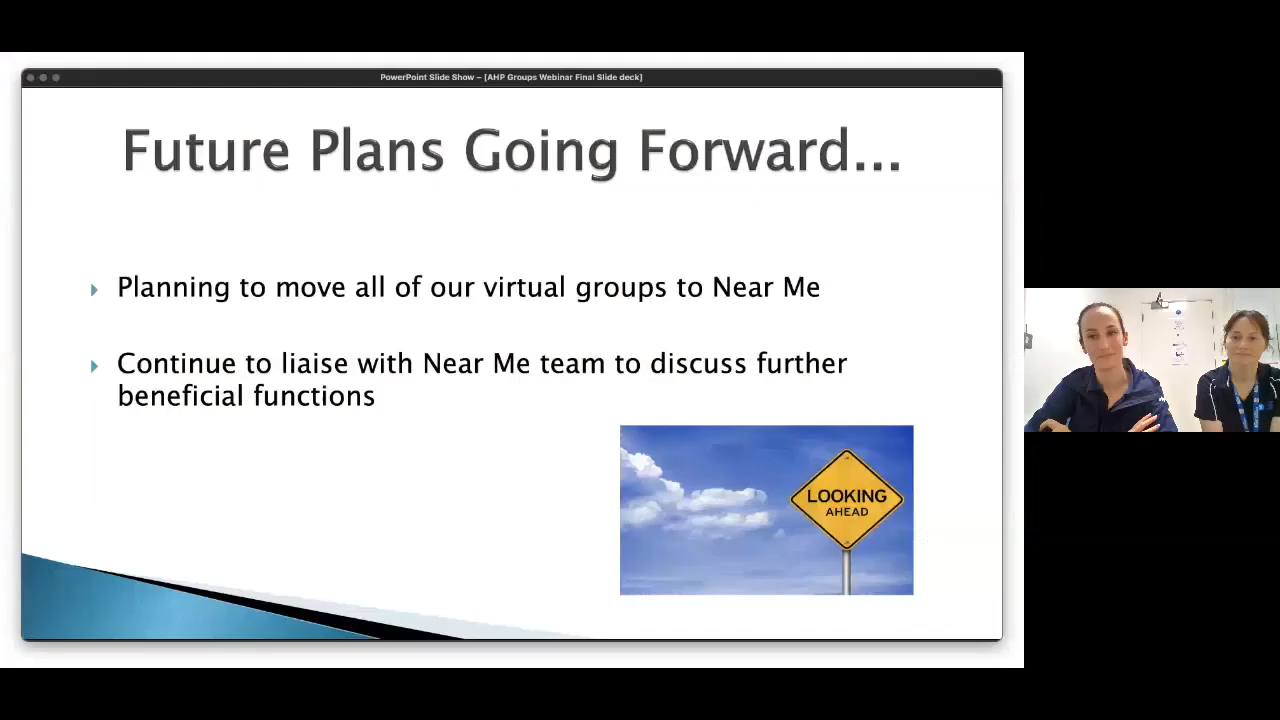 PowerPoint Slide Show – [AHP Groups Webinar Final Slide deck]
Future Plans Going Forward...
Planning to move all of our virtual groups to Near Me
Continue to liaise with Near Me team to discuss further
beneficial functions
LOOKING
AHEAD